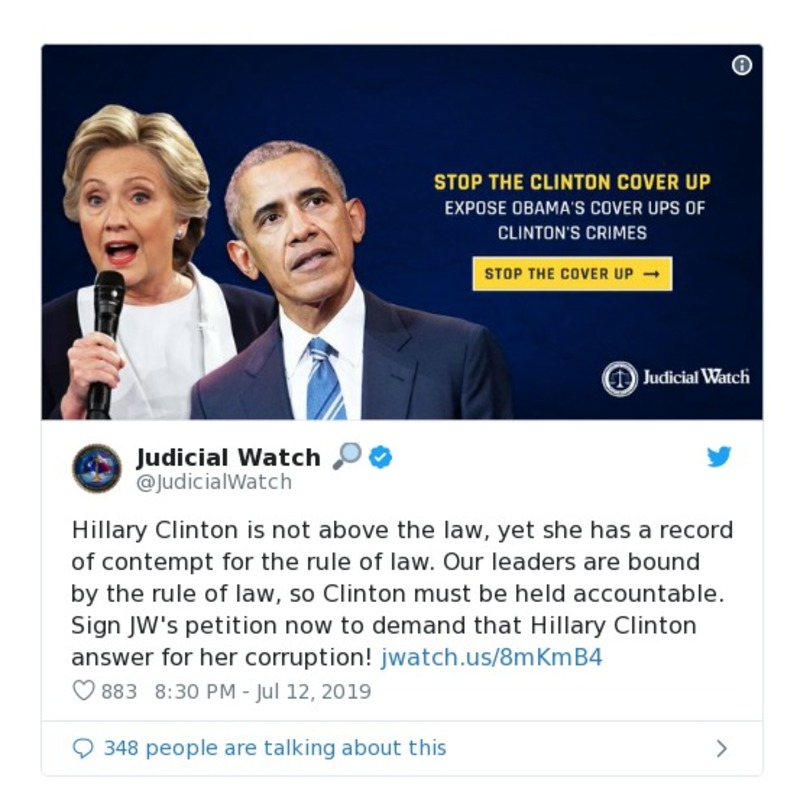 STOP THE CLINTON COVER UP
EXPOSE OBAMA'S COVER UPS OF
CLINTON'S CRIMES
STOP THE COVER UP →
Judicial Watch
Judicial Watch 🔎
@JudicialWatch
Hillary Clinton is not above the law, yet she has a record
of contempt for the rule of law. Our leaders are bound
by the rule of law, so Clinton must be held accountable.
Sign JW's petition now to demand that Hillary Clinton
answer for her corruption! jwatch.us/8mKmB4
883 8:30 PM - Jul 12, 2019
348 people are talking about this